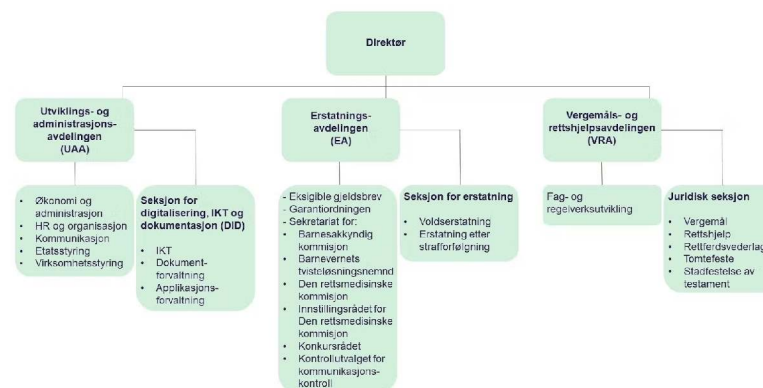 Direktør
Utviklings- og
administrasjons-
avdelingen
(UAA)
Erstatnings-
avdelingen
(EA)
Vergemåls- og
rettshjelpsavdelingen
(VRA)
• Økonomi og
administrasjon
• HR og organisasjon
• Kommunikasjon
• Etatsstyring
• Virksomhetsstyring
Seksjon for
digitalisering, IKT og
dokumentasjon (DID)
• IKT
• Dokument-
forvaltning
• Applikasjons-
forvaltning
- Eksigible gjeldsbrev
- Garantiordningen
- Sekretariat for:
• Barnesakkyndig
kommisjon
• Barnevernets
tvisteløsningsnemnd
• Den rettsmedisinske
kommisjon
• Innstillingsrådet for
Den rettsmedisinske
kommisjon
• Konkursrådet
• Kontrollutvalget for
kommunikasjons-
kontroll
Seksjon for erstatning
• Voldserstatning
• Erstatning etter
strafforfølgning
Fag- og
regelverksutvikling
Juridisk seksjon
• Vergemål
• Rettshjelp
• Rettferdsvederlag
• Tomtefeste
• Stadfestelse av
testament